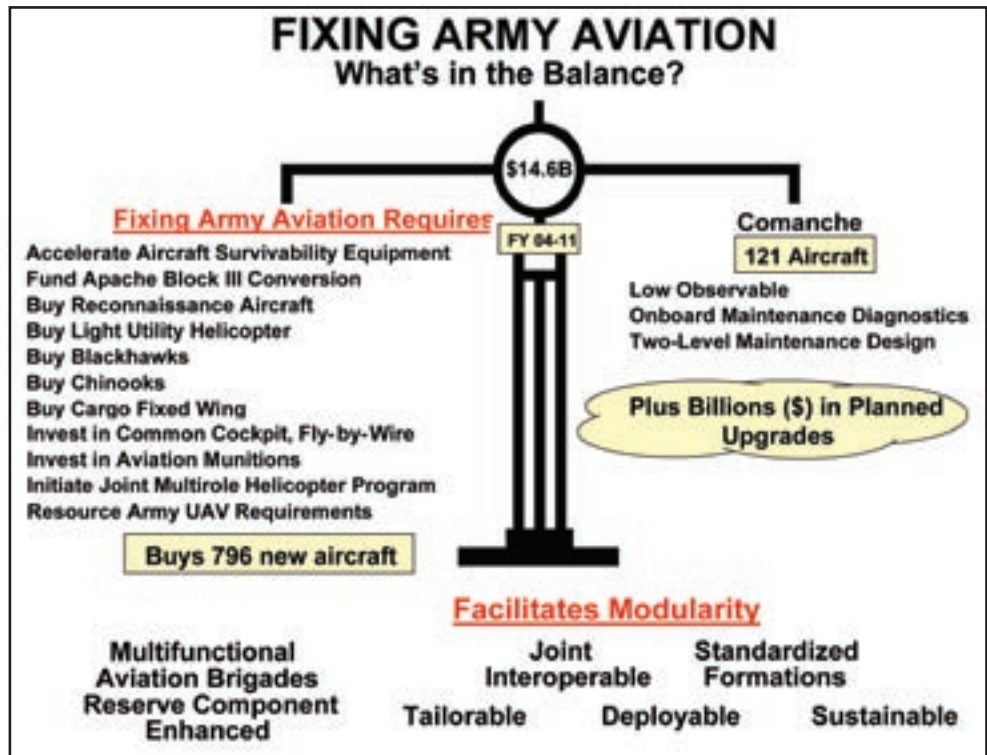 FIXING ARMY AVIATION
What's in the Balance?
$14.6B
FY 04-11
Fixing Army Aviation Requires
Accelerate Aircraft Survivability Equipment
Fund Apache Block III Conversion
Buy Reconnaissance Aircraft
Buy Light Utility Helicopter
Buy Blackhawks
Buy Chinooks
Buy Cargo Fixed Wing
Invest in Common Cockpit, Fly-by-Wire
Invest in Aviation Munitions
Initiate Joint Multirole Helicopter Program
Resource Army UAV Requirements
Buys 796 new aircraft
Comanche
121 Aircraft
Low Observable
Onboard Maintenance Diagnostics
Two-Level Maintenance Design
Plus Billions ($) in Planned
Upgrades
Facilitates Modularity
Multifunctional
Aviation Brigades
Reserve Component
Enhanced
Joint
Interoperable
Standardized
Formations
Tailorable
Deployable
Sustainable